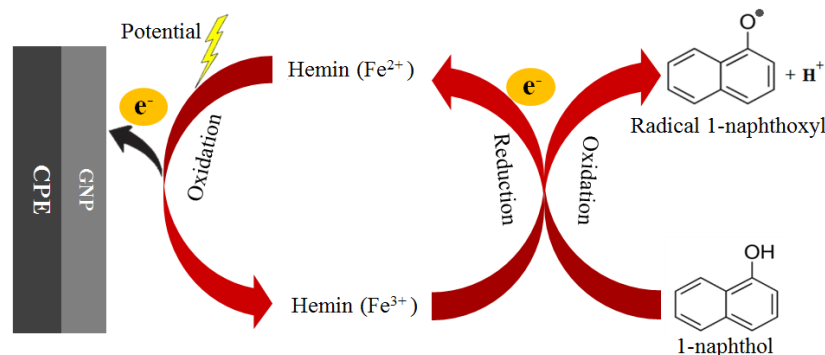 Potential
Hemin (Fe²⁺)
e⁻
e⁻
O•
+ H⁺
Radical 1-naphthoxyl
CPE
GNP
Oxidation
Reduction
Oxidation
OH
Hemin (Fe³⁺)
1-naphthol